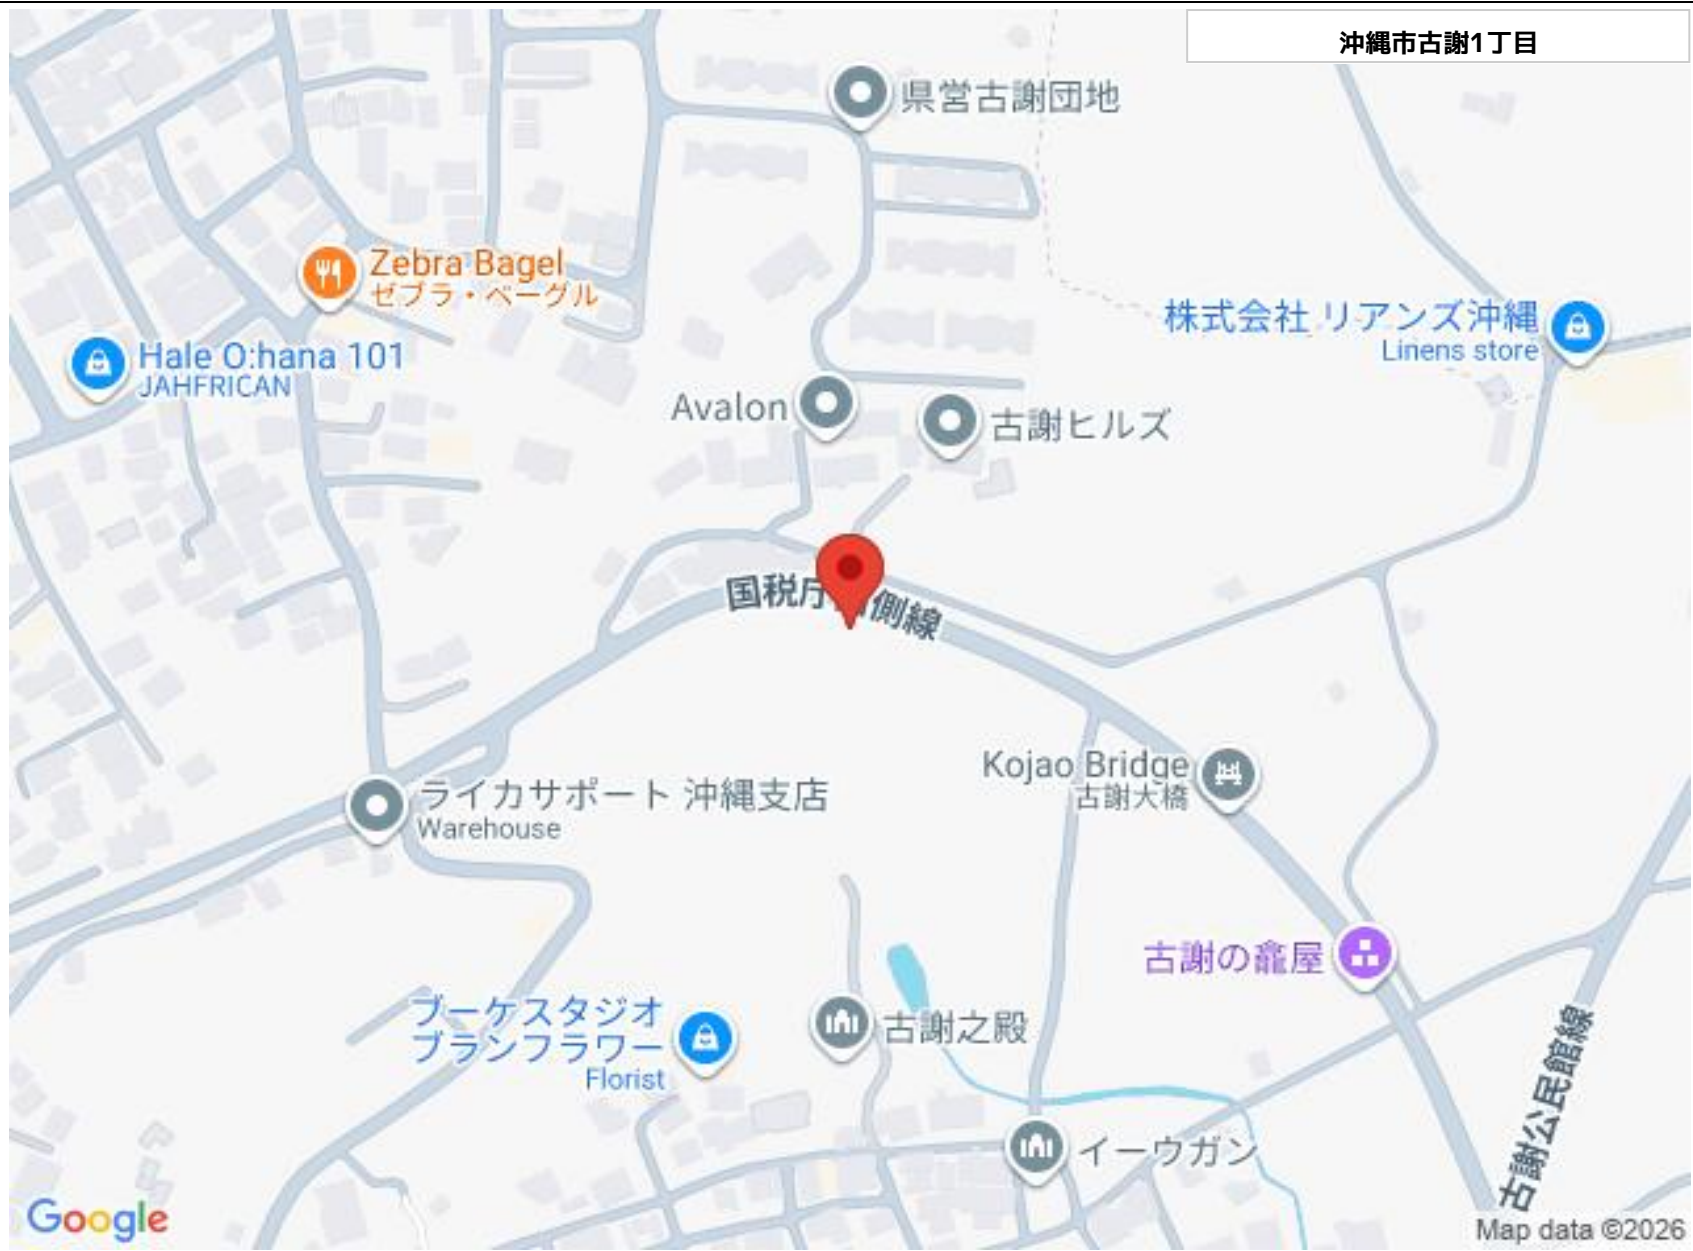 沖縄市古謝1丁目
県営古謝団地
Zebra Bagel
ゼブラ・ベーグル
株式会社 リアンズ沖縄
Linens store
Hale O:hana 101
JAHFRICAN
Avalon
古謝ヒルズ
国税庁
側線
Kojao Bridge
古謝大橋
ライカサポート 沖縄支店
Warehouse
古謝の龕屋
ブーケスタジオ
ブランフラワー
Florist
古謝之殿
古謝公民館線
イーウガン
Google
Map data ©2026